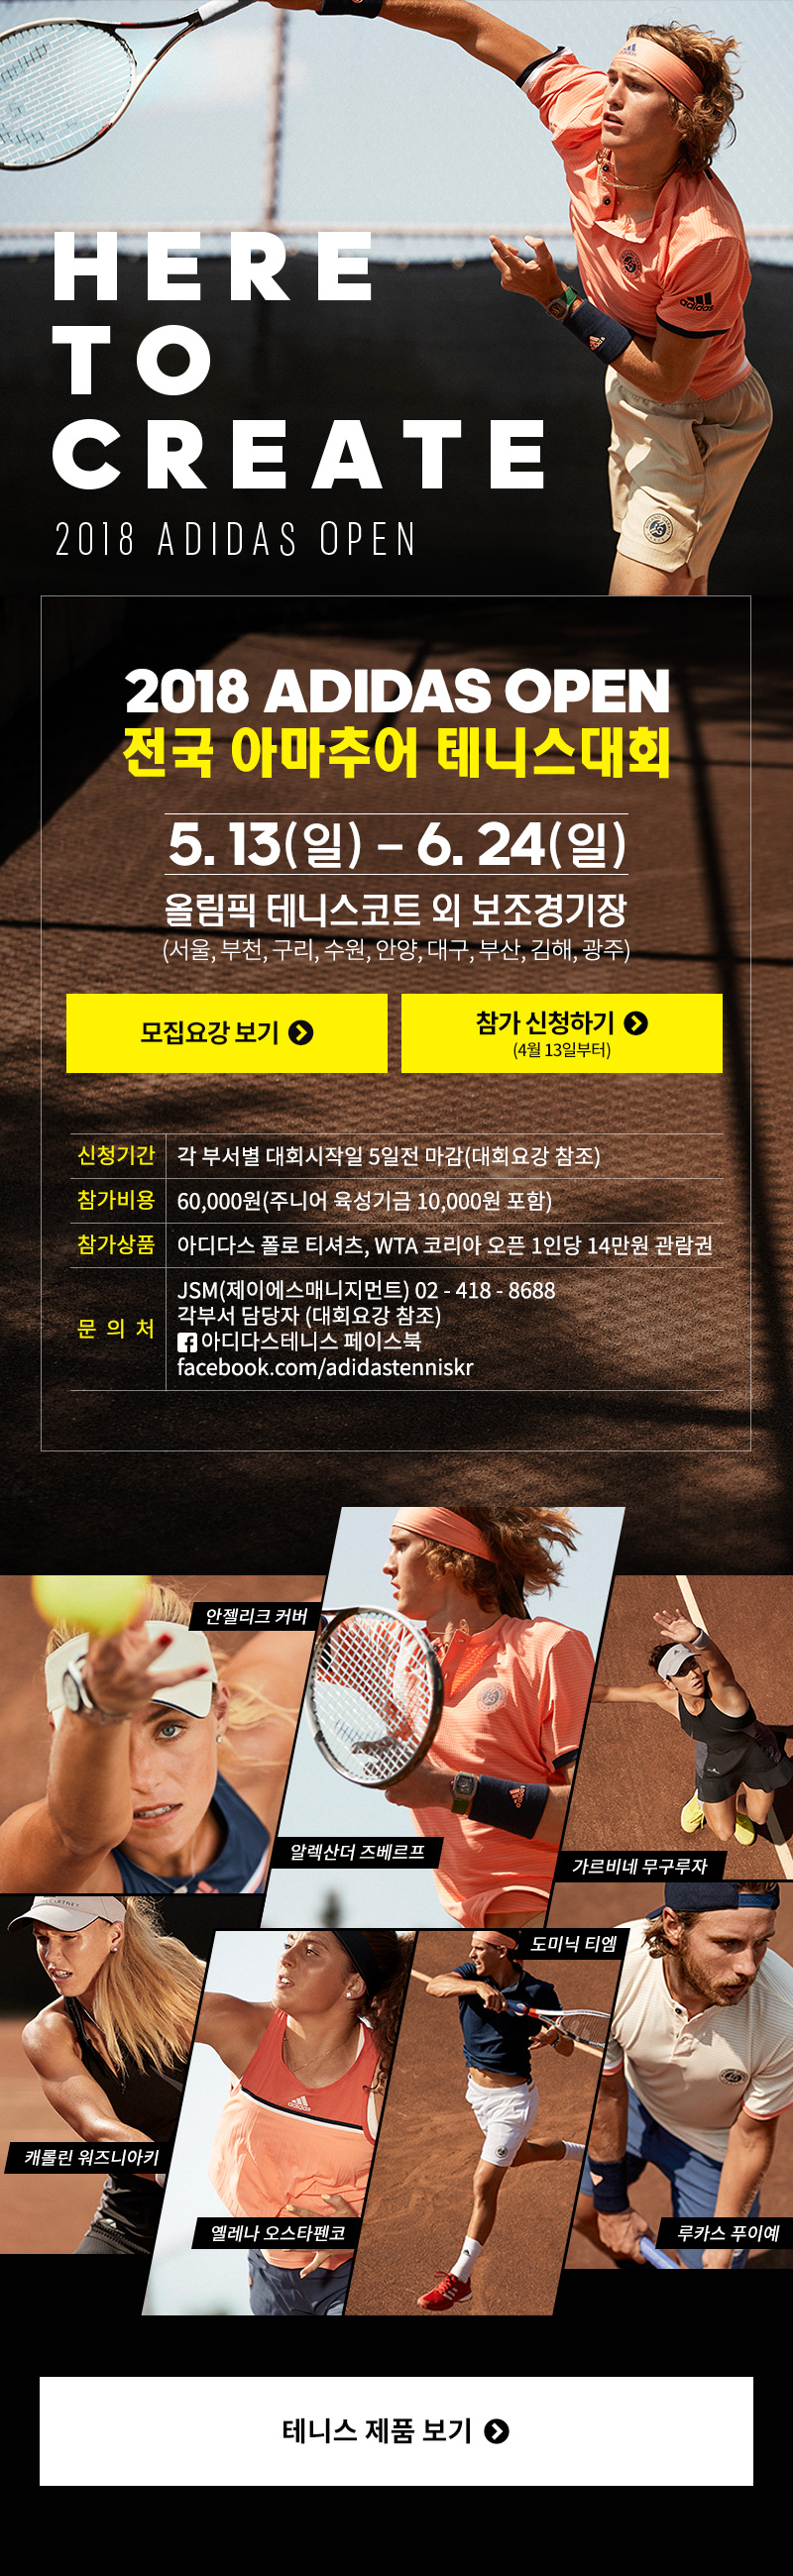 HERE
TO
CREATE
2018 ADIDAS OPEN
adidas
2018 ADIDAS OPEN
전국 아마추어 테니스대회
5. 13(일) – 6. 24(일)
올림픽 테니스코트 외 보조경기장
(서울, 부천, 구리, 수원, 안양, 대구, 부산, 김해, 광주)
모집요강 보기
참가 신청하기
(4월 13일부터)
신청기간 각 부서별 대회시작일 5일전 마감(대회요강 참조)
참가비용 60,000원(주니어 육성기금 10,000원 포함)
참가상품 아디다스 폴로 티셔츠, WTA 코리아 오픈 1인당 14만원 관람권
문 의 처
JSM(제이에스매니지먼트) 02 - 418 - 8688
각부서 담당자 (대회요강 참조)
아디다스테니스 페이스북
facebook.com/adidastenniskr
안젤리크 커버
알렉산더 즈베르프
가르비네 무구루자
도미닉 티엠
캐롤린 워즈니아키
옐레나 오스타펜코
루카스 푸이예
테니스 제품 보기